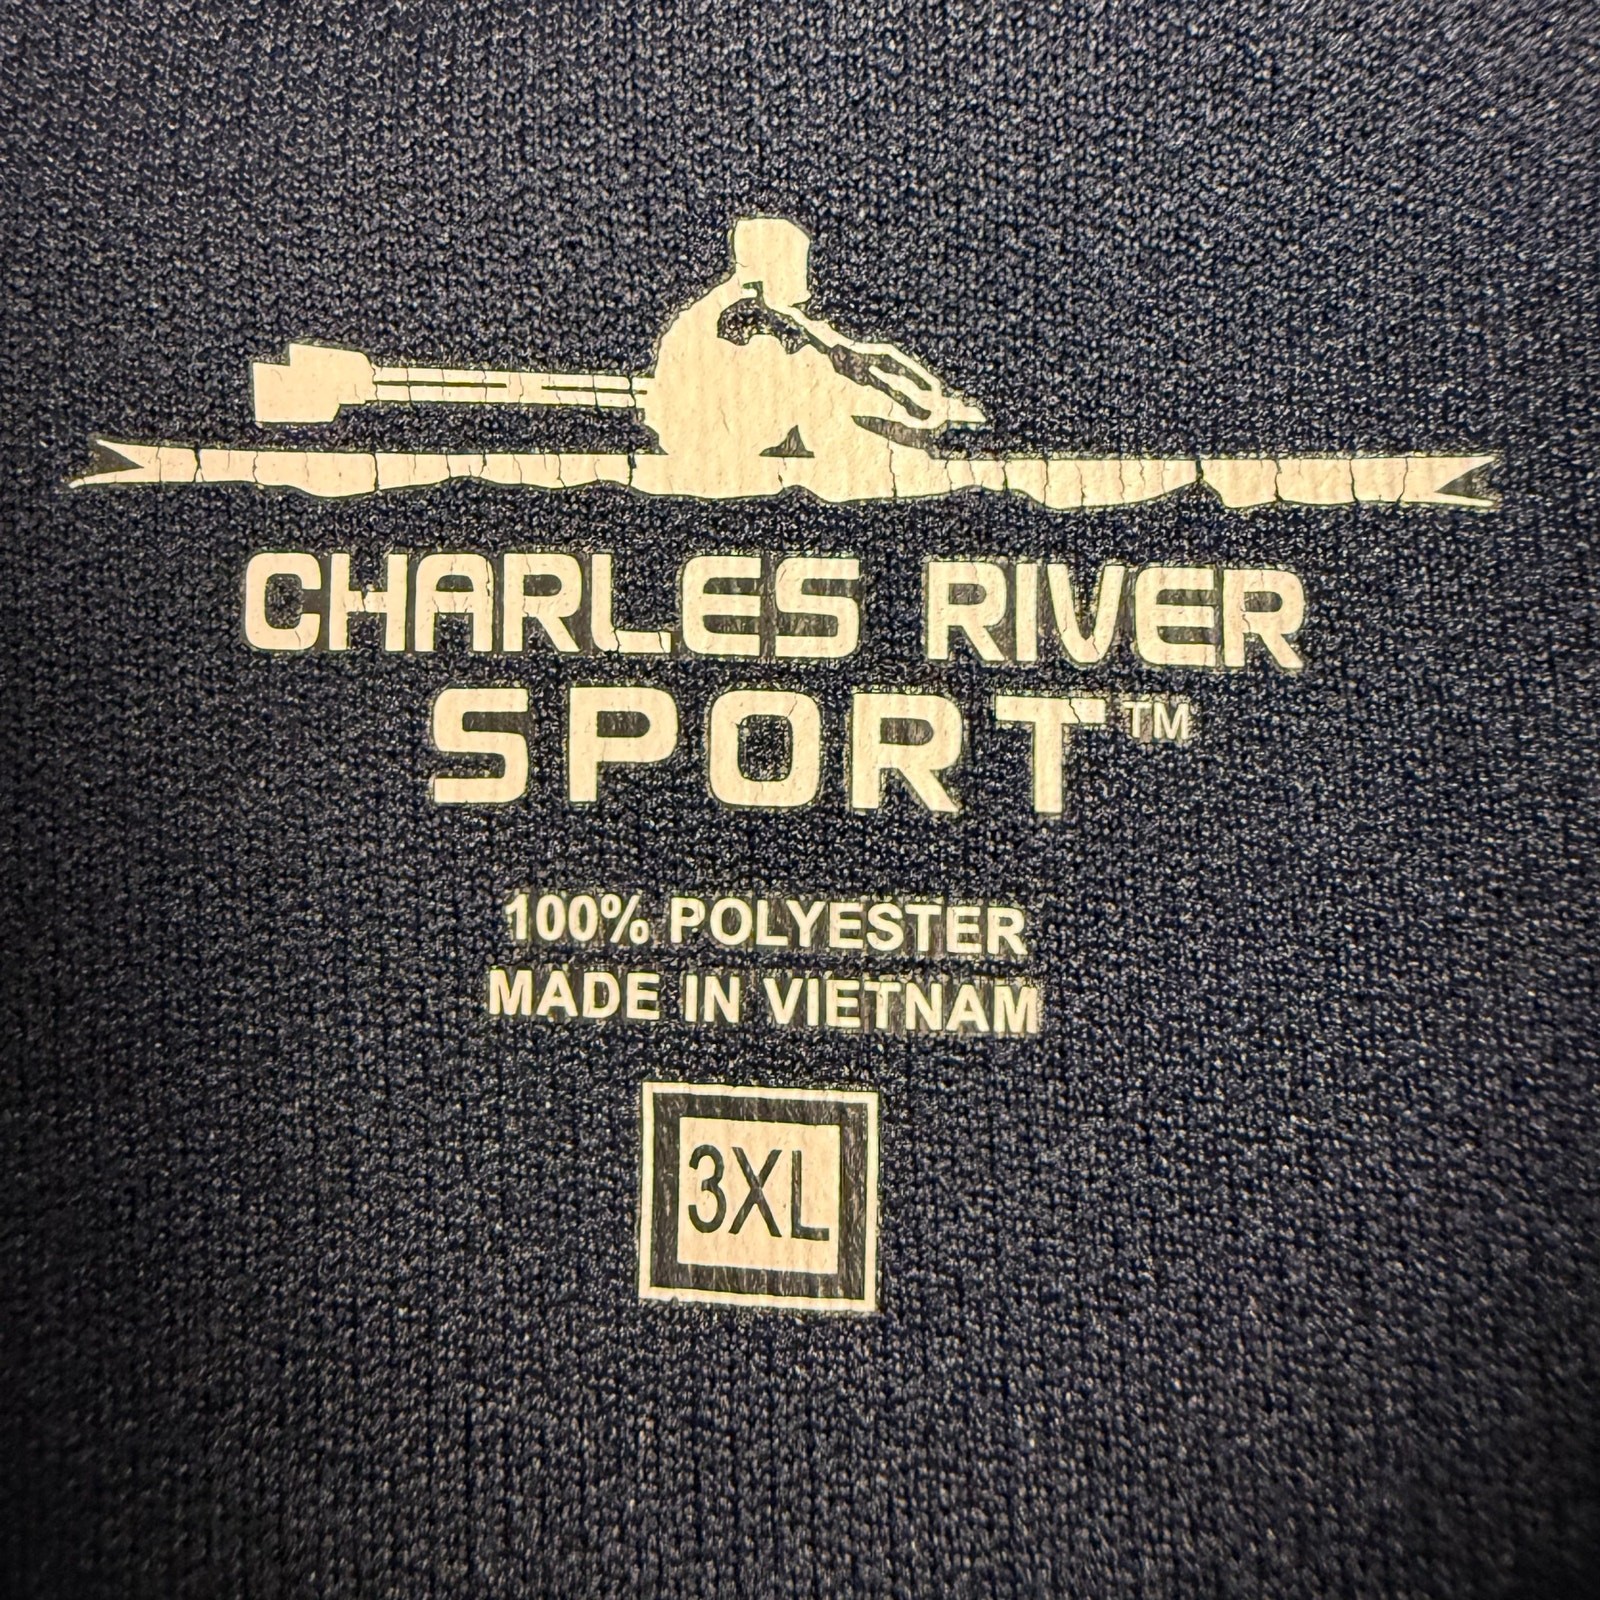 CHARLES RIVER
SPORT™
100% POLYESTER
MADE IN VIETNAM
3XL